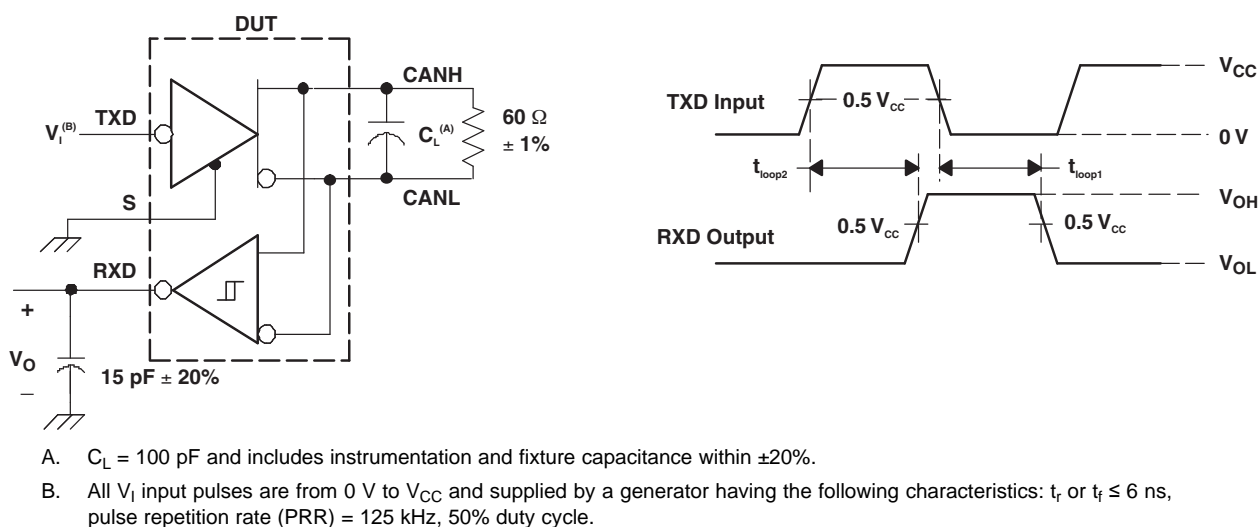 DUT
CANH
TXD
V_I^(B)
C_L^(A)
60 Ω
± 1%
S
CANL
RXD
+
V_O
–
15 pF ± 20%
TXD Input
0.5 V_CC
V_CC
0 V
t_loop2
t_loop1
V_OH
RXD Output
0.5 V_CC
0.5 V_CC
V_OL
A. C_L = 100 pF and includes instrumentation and fixture capacitance within ±20%.
B. All V_I input pulses are from 0 V to V_CC and supplied by a generator having the following characteristics: t_r or t_f ≤ 6 ns,
pulse repetition rate (PRR) = 125 kHz, 50% duty cycle.